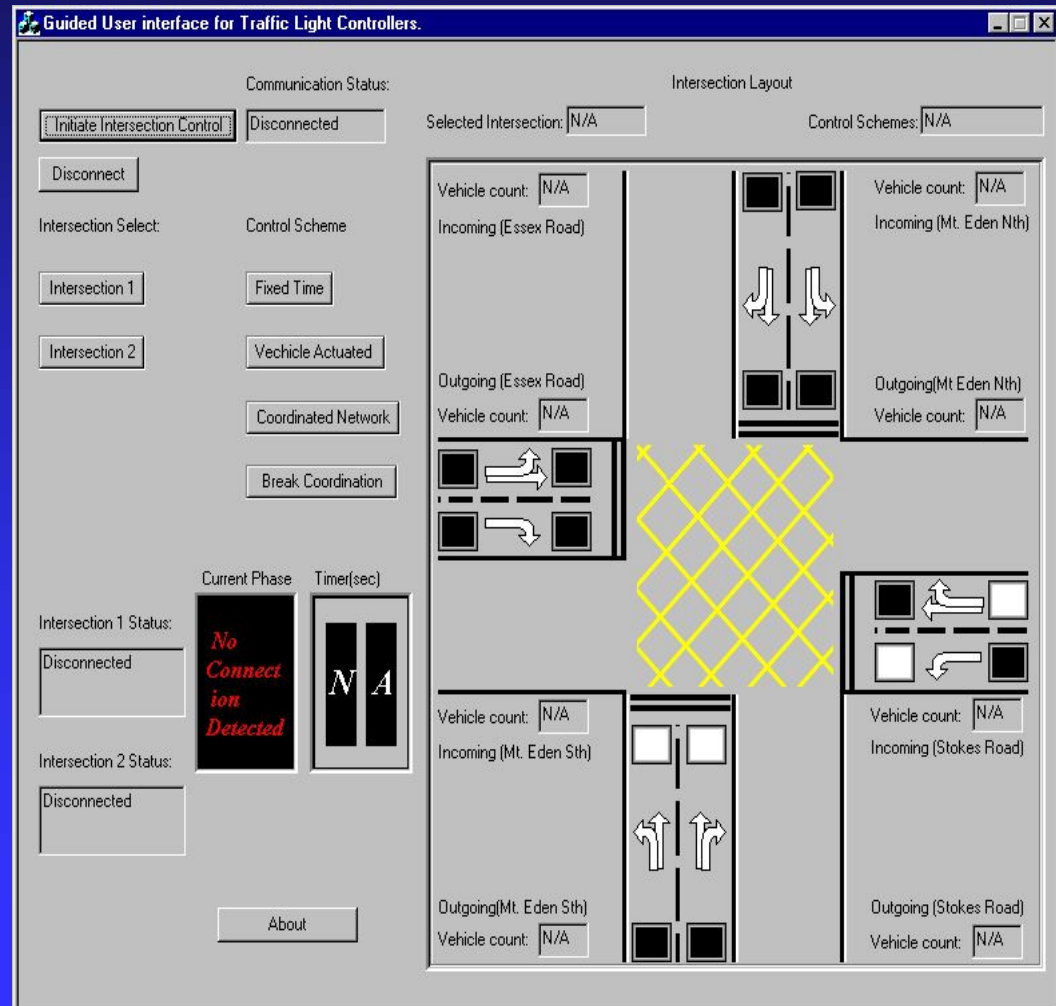 Guided User interface for Traffic Light Controllers.
Communication Status:
Initiate Intersection Control
Disconnected
Disconnect
Intersection Select:
Control Scheme
Intersection 1
Fixed Time
Intersection 2
Vechicle Actuated
Coordinated Network
Break Coordination
Current Phase
Timer(sec)
No
Connect
ion
Detected
N A
Intersection 1 Status:
Disconnected
Intersection 2 Status:
Disconnected
About
Intersection Layout
Selected Intersection: N/A
Control Schemes: N/A
Vehicle count: N/A
Incoming (Essex Road)
Vehicle count: N/A
Incoming (Mt. Eden Nth)
Outgoing (Essex Road)
Vehicle count: N/A
Outgoing(Mt Eden Nth)
Vehicle count: N/A
Vehicle count: N/A
Incoming (Mt. Eden Sth)
Vehicle count: N/A
Incoming (Stokes Road)
Outgoing(Mt. Eden Sth)
Vehicle count: N/A
Outgoing (Stokes Road)
Vehicle count: N/A